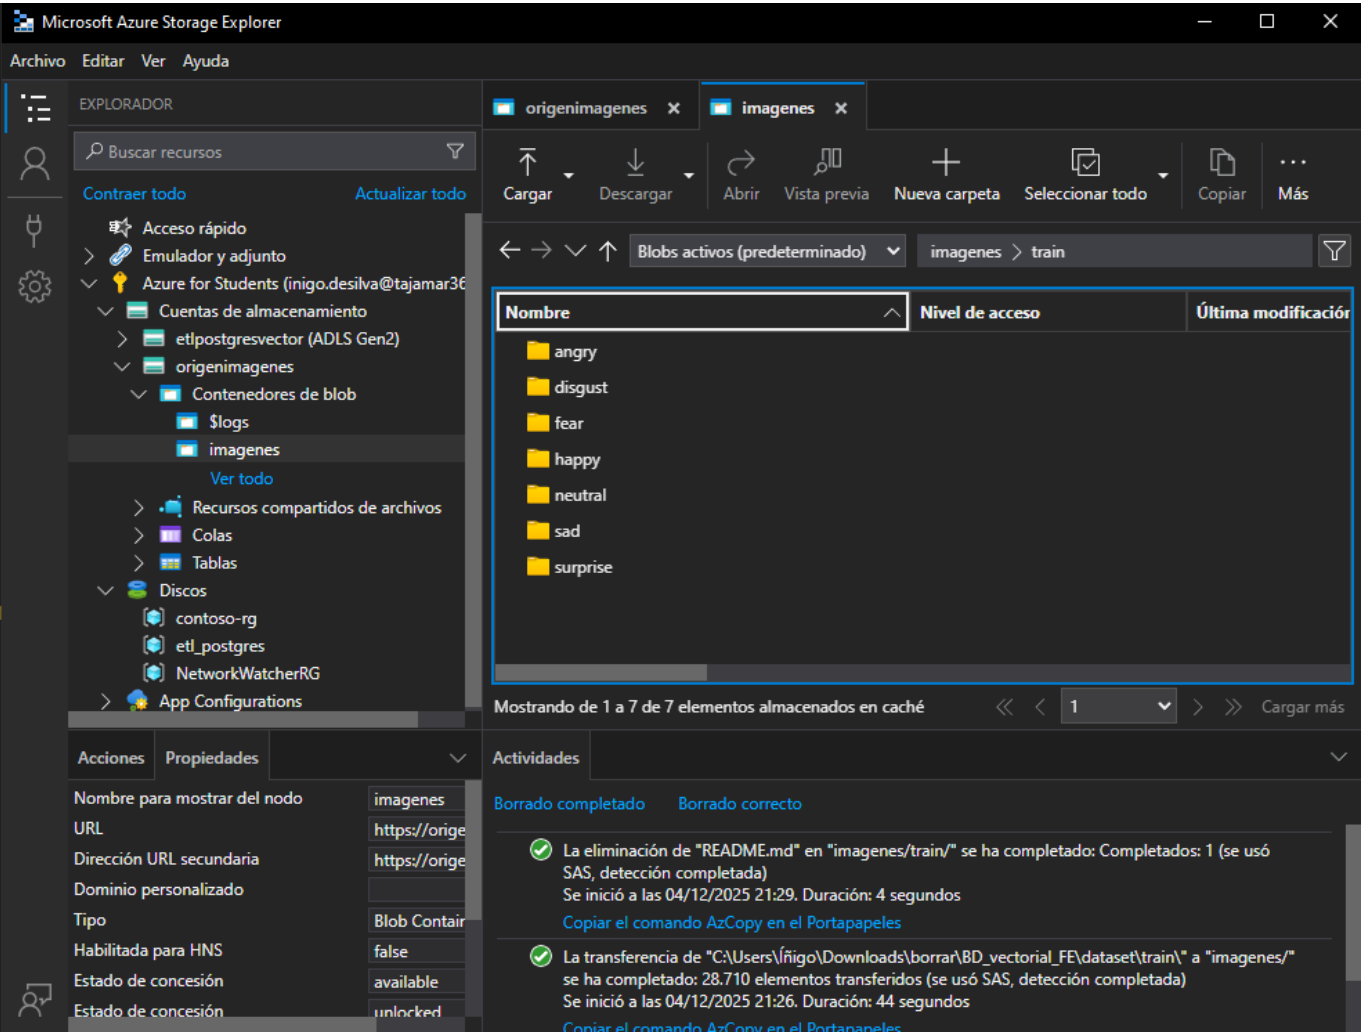 Microsoft Azure Storage Explorer
Archivo Editar Ver Ayuda
EXPLORADOR
Buscar recursos
Contraer todo Actualizar todo
Acceso rápido
Emulador y adjunto
Azure for Students (inigo.desilva@tajamar36
Cuentas de almacenamiento
etlpostgresvector (ADLS Gen2)
origenimagenes
Contenedores de blob
$logs
imagenes
Ver todo
Recursos compartidos de archivos
Colas
Tablas
Discos
contoso-rg
etl_postgres
NetworkWatcherRG
App Configurations
Acciones Propiedades
Nombre para mostrar del nodo imagenes
URL https://orige
Dirección URL secundaria https://orige
Dominio personalizado
Tipo Blob Contair
Habilitada para HNS false
Estado de concesión available
Estado de concesión unlocked
origenimagenes imagenes
Cargar Descargar Abrir Vista previa Nueva carpeta Seleccionar todo Copiar Más
Blobs activos (predeterminado) imagenes > train
Nombre Nivel de acceso Última modificación
angry
disgust
fear
happy
neutral
sad
surprise
Mostrando de 1 a 7 de 7 elementos almacenados en caché 1 Cargar más
Actividades
Borrado completado Borrado correcto
La eliminación de "README.md" en "imagenes/train/" se ha completado: Completados: 1 (se usó
SAS, detección completada)
Se inició a las 04/12/2025 21:29. Duración: 4 segundos
Copiar el comando AzCopy en el Portapapeles
La transferencia de "C:\Users\Íñigo\Downloads\borrar\BD_vectorial_FE\dataset\train\" a "imagenes/"
se ha completado: 28.710 elementos transferidos (se usó SAS, detección completada)
Se inició a las 04/12/2025 21:26. Duración: 44 segundos
Copiar el comando AzCopy en el Portapapeles